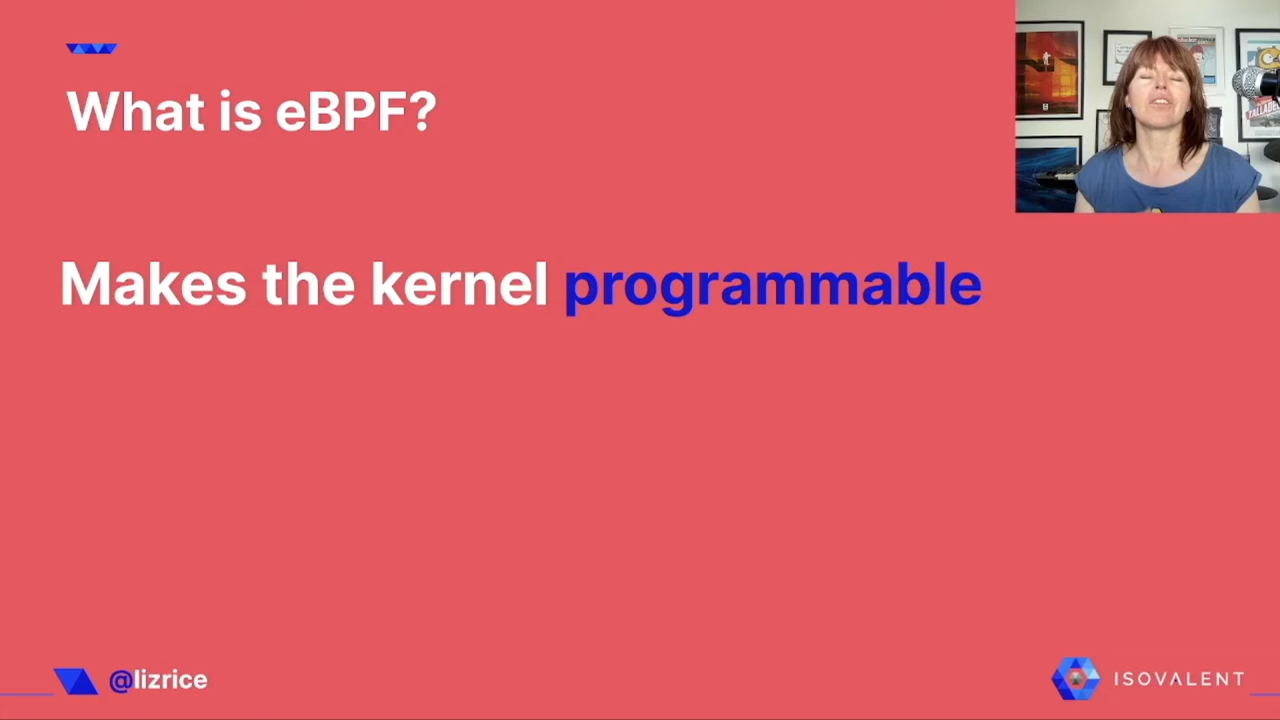 What is eBPF?
Makes the kernel programmable
@lizrice
ISOVALENT